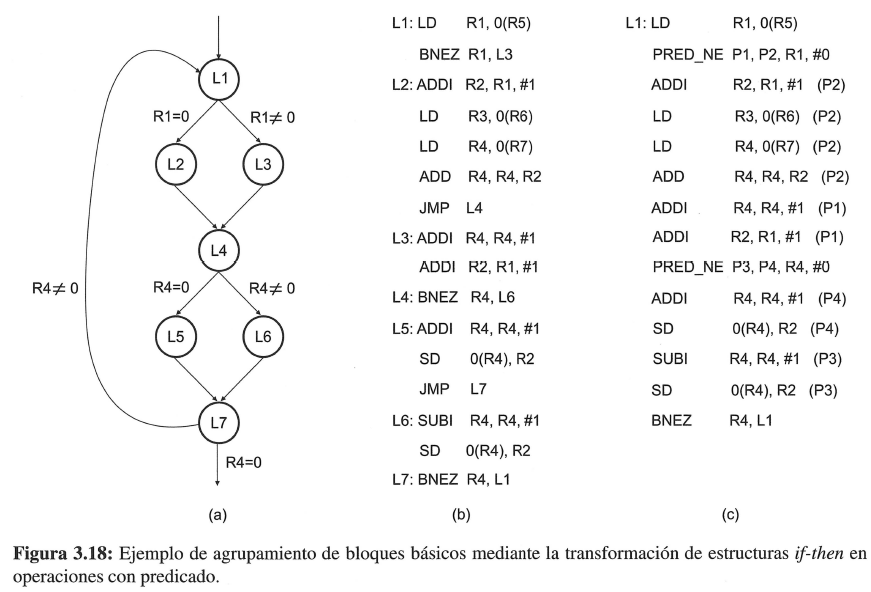 L1
R1=0
R1≠0
L2
L3
L4
R4≠0
R4=0
R4≠0
L5
L6
L7
R4=0
(a)
L1: LD R1, 0(R5)
BNEZ R1, L3
L2: ADDI R2, R1, #1
LD R3, 0(R6)
LD R4, 0(R7)
ADD R4, R4, R2
JMP L4
L3: ADDI R4, R4, #1
ADDI R2, R1, #1
L4: BNEZ R4, L6
L5: ADDI R4, R4, #1
SD 0(R4), R2
JMP L7
L6: SUBI R4, R4, #1
SD 0(R4), R2
L7: BNEZ R4, L1
(b)
L1: LD R1, 0(R5)
PRED_NE P1, P2, R1, #0
ADDI R2, R1, #1 (P2)
LD R3, 0(R6) (P2)
LD R4, 0(R7) (P2)
ADD R4, R4, R2 (P2)
ADDI R4, R4, #1 (P1)
ADDI R2, R1, #1 (P1)
PRED_NE P3, P4, R4, #0
ADDI R4, R4, #1 (P4)
SD 0(R4), R2 (P4)
SUBI R4, R4, #1 (P3)
SD 0(R4), R2 (P3)
BNEZ R4, L1
(c)
Figura 3.18: Ejemplo de agrupamiento de bloques básicos mediante la transformación de estructuras if-then en
operaciones con predicado.